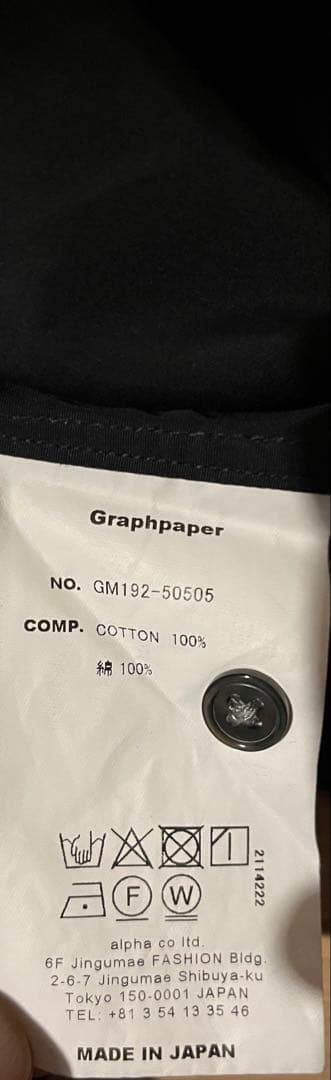 Graphpaper
NO. GM192-50505
COMP. COTTON 100%
綿 100%
2114222
F W
alpha co ltd.
6F Jingumae FASHION Bldg.
2-6-7 Jingumae Shibuya-ku
Tokyo 150-0001 JAPAN
TEL: +81 3 54 13 35 46
MADE IN JAPAN